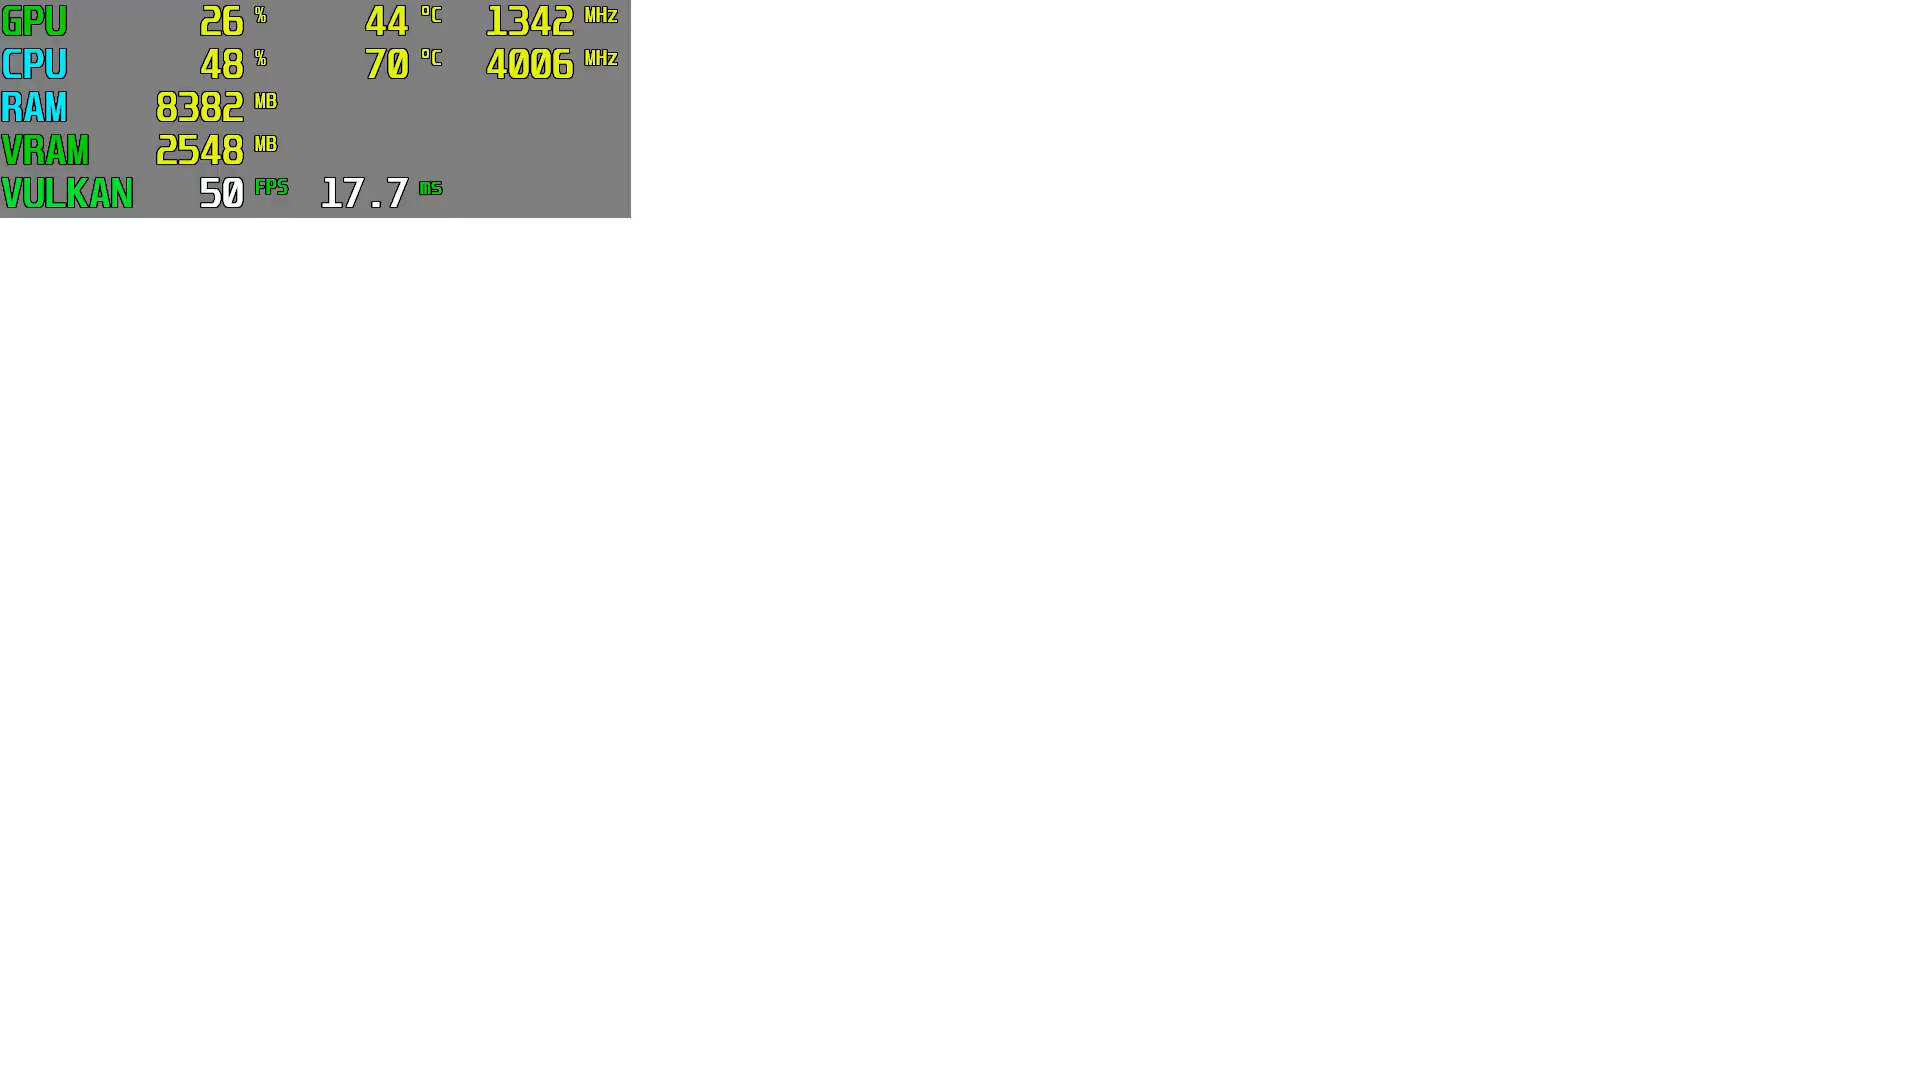 GPU 26 % 44 °C 1342 MHz
CPU 48 % 70 °C 4006 MHz
RAM 8382 MB
VRAM 2548 MB
VULKAN 50 FPS 17.7 ms